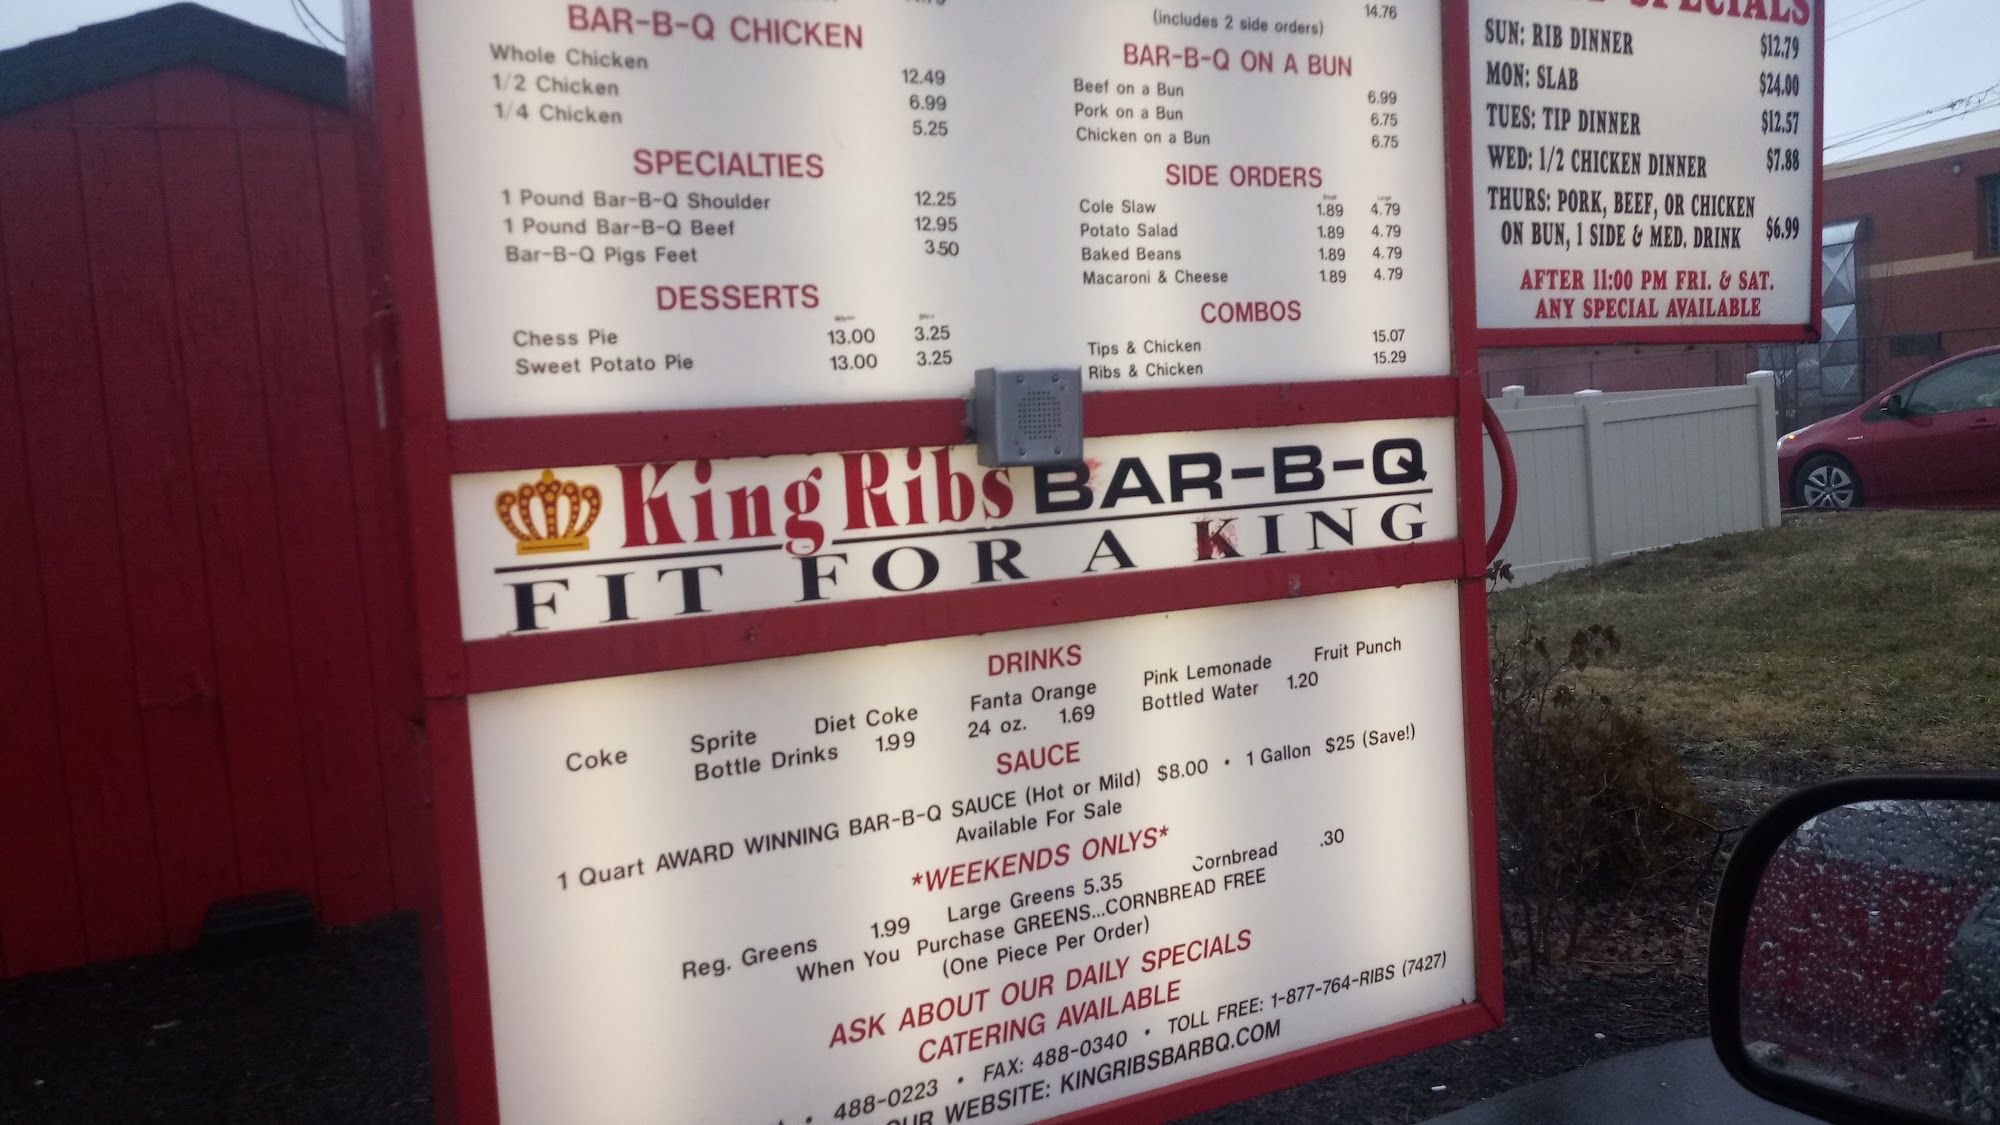 14.76
(includes 2 side orders)
BAR-B-Q CHICKEN
Whole Chicken 12.49
1/2 Chicken 6.99
1/4 Chicken 5.25
SPECIALTIES
1 Pound Bar-B-Q Shoulder 12.25
1 Pound Bar-B-Q Beef 12.95
Bar-B-Q Pigs Feet 3.50
DESSERTS
Chess Pie 13.00 3.25
Sweet Potato Pie 13.00 3.25
BAR-B-Q ON A BUN
Beef on a Bun 6.99
Pork on a Bun 6.75
Chicken on a Bun 6.75
SIDE ORDERS
Small Large
Cole Slaw 1.89 4.79
Potato Salad 1.89 4.79
Baked Beans 1.89 4.79
Macaroni & Cheese 1.89 4.79
COMBOS
Tips & Chicken 15.07
Ribs & Chicken 15.29
SPECIALS
SUN: RIB DINNER $12.79
MON: SLAB $24.00
TUES: TIP DINNER $12.57
WED: 1/2 CHICKEN DINNER $7.88
THURS: PORK, BEEF, OR CHICKEN
ON BUN, 1 SIDE & MED. DRINK $6.99
AFTER 11:00 PM FRI. & SAT.
ANY SPECIAL AVAILABLE
King Ribs BAR-B-Q
FIT FOR A KING
DRINKS
Coke Sprite Diet Coke Fanta Orange Pink Lemonade Fruit Punch
Bottle Drinks 1.99 24 oz. 1.69 Bottled Water 1.20
SAUCE
1 Quart AWARD WINNING BAR-B-Q SAUCE (Hot or Mild) $8.00 • 1 Gallon $25 (Save!)
Available For Sale
*WEEKENDS ONLYS*
Reg. Greens 1.99 Large Greens 5.35 Cornbread .30
When You Purchase GREENS...CORNBREAD FREE
(One Piece Per Order)
ASK ABOUT OUR DAILY SPECIALS
CATERING AVAILABLE
• 488-0223 • FAX: 488-0340 • TOLL FREE: 1-877-764-RIBS (7427)
OUR WEBSITE: KINGRIBSBARBQ.COM